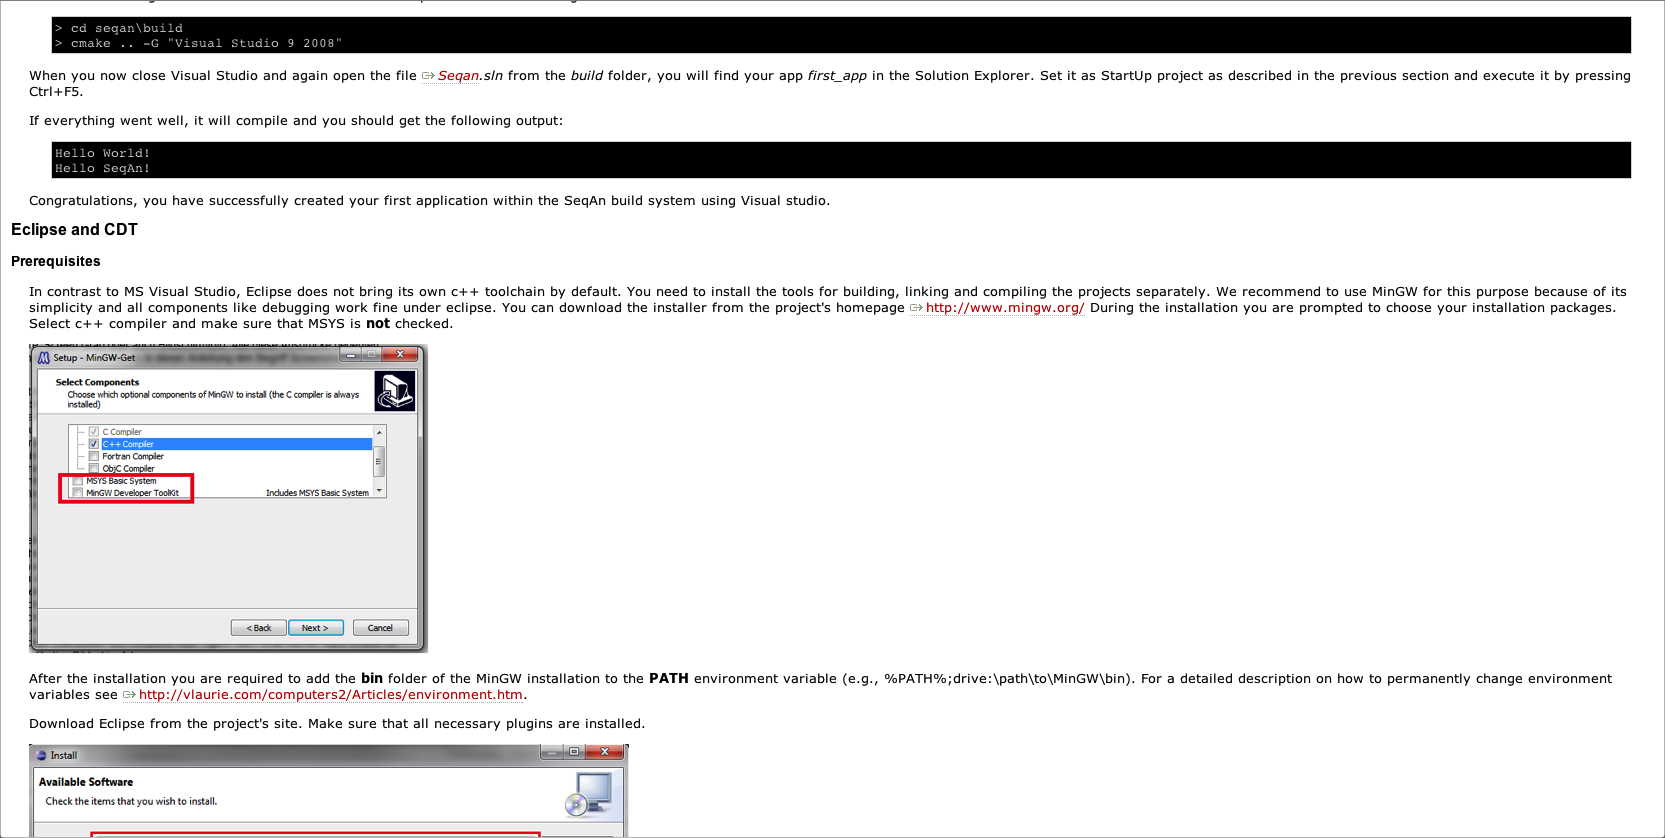 > cd seqan\build
> cmake .. -G "Visual Studio 9 2008"
When you now close Visual Studio and again open the file Seqan.sln from the build folder, you will find your app first_app in the Solution Explorer. Set it as StartUp project as described in the previous section and execute it by pressing
Ctrl+F5.
If everything went well, it will compile and you should get the following output:
Hello World!
Hello SeqAn!
Congratulations, you have successfully created your first application within the SeqAn build system using Visual studio.
Eclipse and CDT
Prerequisites
In contrast to MS Visual Studio, Eclipse does not bring its own c++ toolchain by default. You need to install the tools for building, linking and compiling the projects separately. We recommend to use MinGW for this purpose because of its
simplicity and all components like debugging work fine under eclipse. You can download the installer from the project's homepage http://www.mingw.org/ During the installation you are prompted to choose your installation packages.
Select c++ compiler and make sure that MSYS is not checked.
Setup - MinGW-Get
Select Components
Choose which optional components of MinGW to install (the C compiler is always
installed)
C Compiler
C++ Compiler
Fortran Compiler
ObjC Compiler
MSYS Basic System
MinGW Developer ToolKit Includes MSYS Basic System
< Back Next > Cancel
After the installation you are required to add the bin folder of the MinGW installation to the PATH environment variable (e.g., %PATH%;drive:\path\to\MinGW\bin). For a detailed description on how to permanently change environment
variables see http://vlaurie.com/computers2/Articles/environment.htm.
Download Eclipse from the project's site. Make sure that all necessary plugins are installed.
Install
Available Software
Check the items that you wish to install.